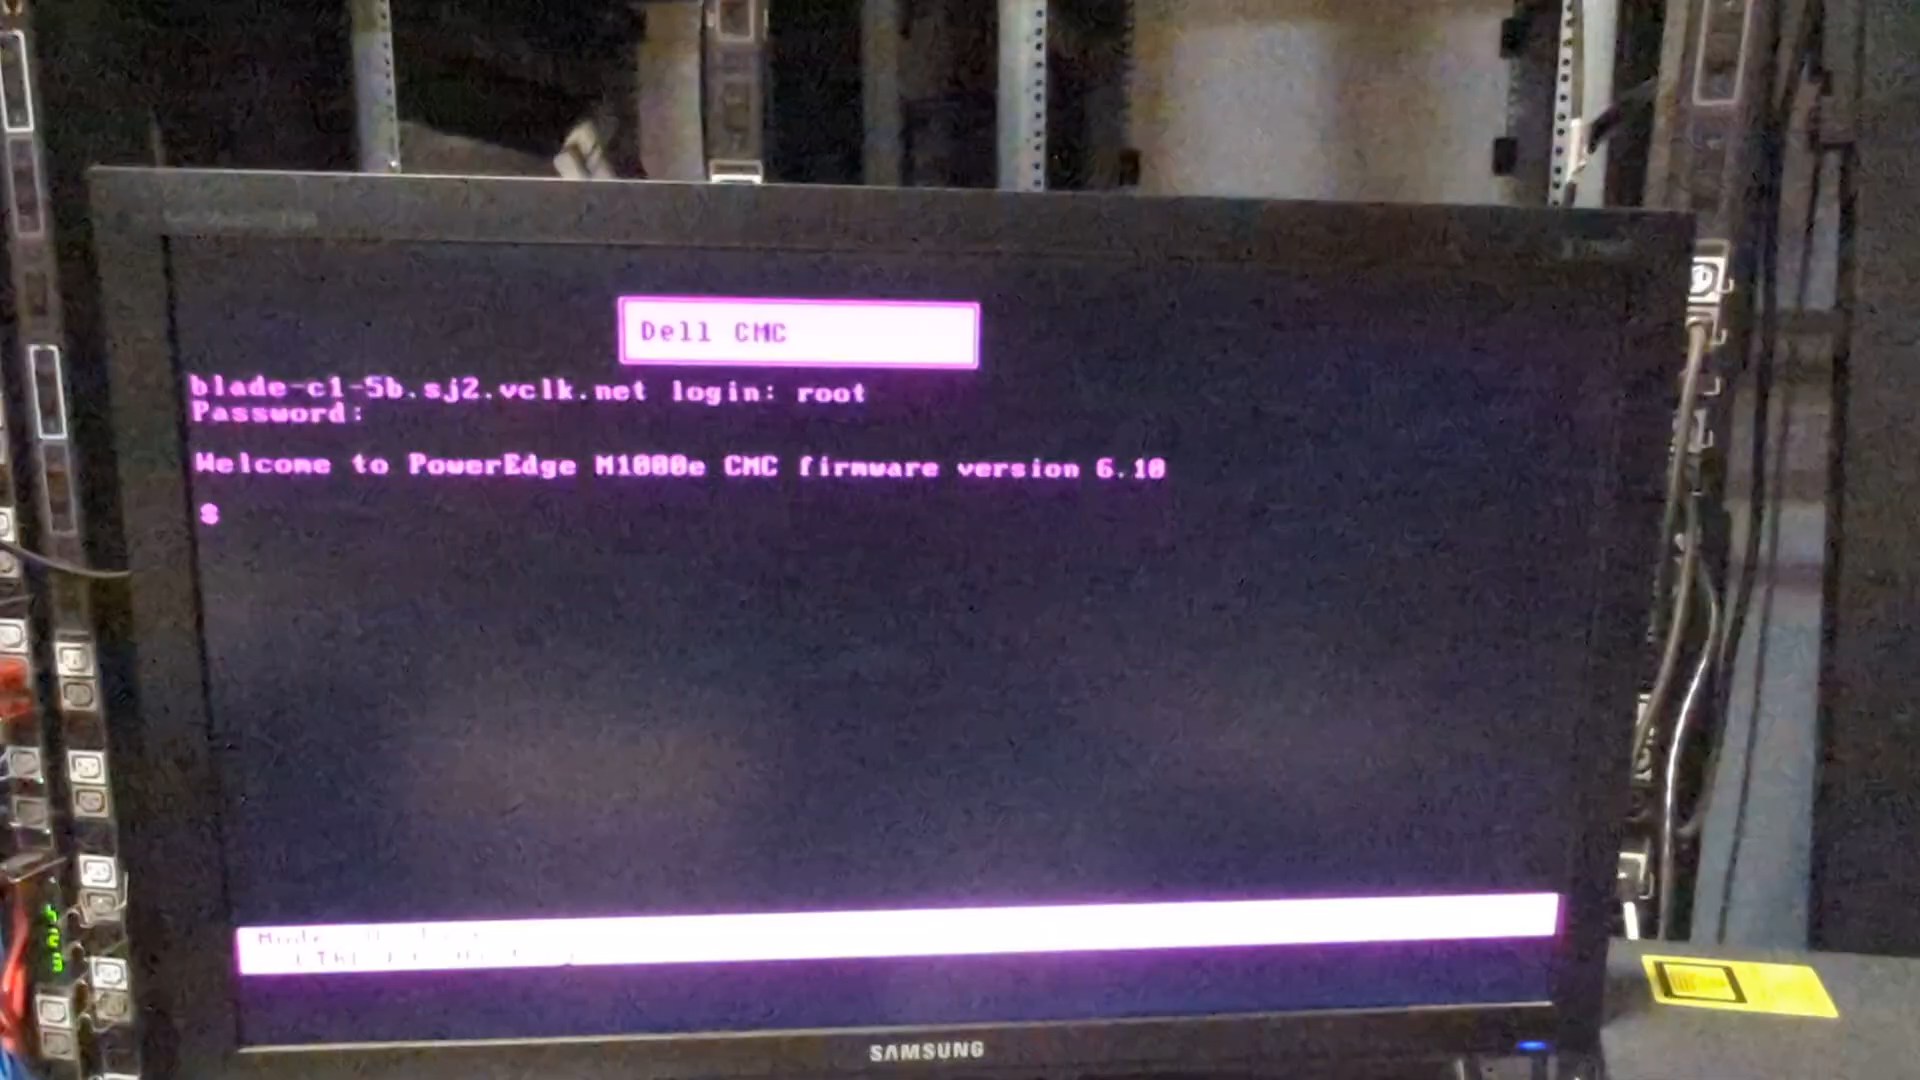 Dell CMC
blade-c1-5b.sj2.vclk.net login: root
Password:
Welcome to PowerEdge M1000e CMC firmware version 6.10
$
SAMSUNG